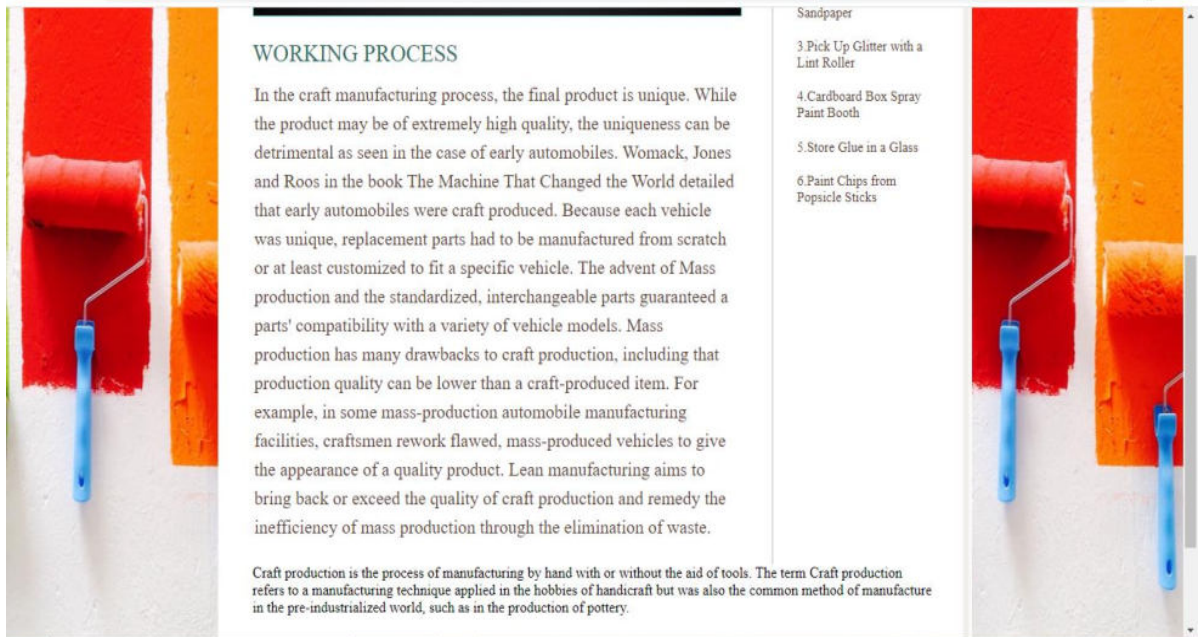 WORKING PROCESS
In the craft manufacturing process, the final product is unique. While
the product may be of extremely high quality, the uniqueness can be
detrimental as seen in the case of early automobiles. Womack, Jones
and Roos in the book The Machine That Changed the World detailed
that early automobiles were craft produced. Because each vehicle
was unique, replacement parts had to be manufactured from scratch
or at least customized to fit a specific vehicle. The advent of Mass
production and the standardized, interchangeable parts guaranteed a
parts' compatibility with a variety of vehicle models. Mass
production has many drawbacks to craft production, including that
production quality can be lower than a craft-produced item. For
example, in some mass-production automobile manufacturing
facilities, craftsmen rework flawed, mass-produced vehicles to give
the appearance of a quality product. Lean manufacturing aims to
bring back or exceed the quality of craft production and remedy the
inefficiency of mass production through the elimination of waste.
Sandpaper
3.Pick Up Glitter with a
Lint Roller
4.Cardboard Box Spray
Paint Booth
5.Store Glue in a Glass
6.Paint Chips from
Popsicle Sticks
Craft production is the process of manufacturing by hand with or without the aid of tools. The term Craft production
refers to a manufacturing technique applied in the hobbies of handicraft but was also the common method of manufacture
in the pre-industrialized world, such as in the production of pottery.